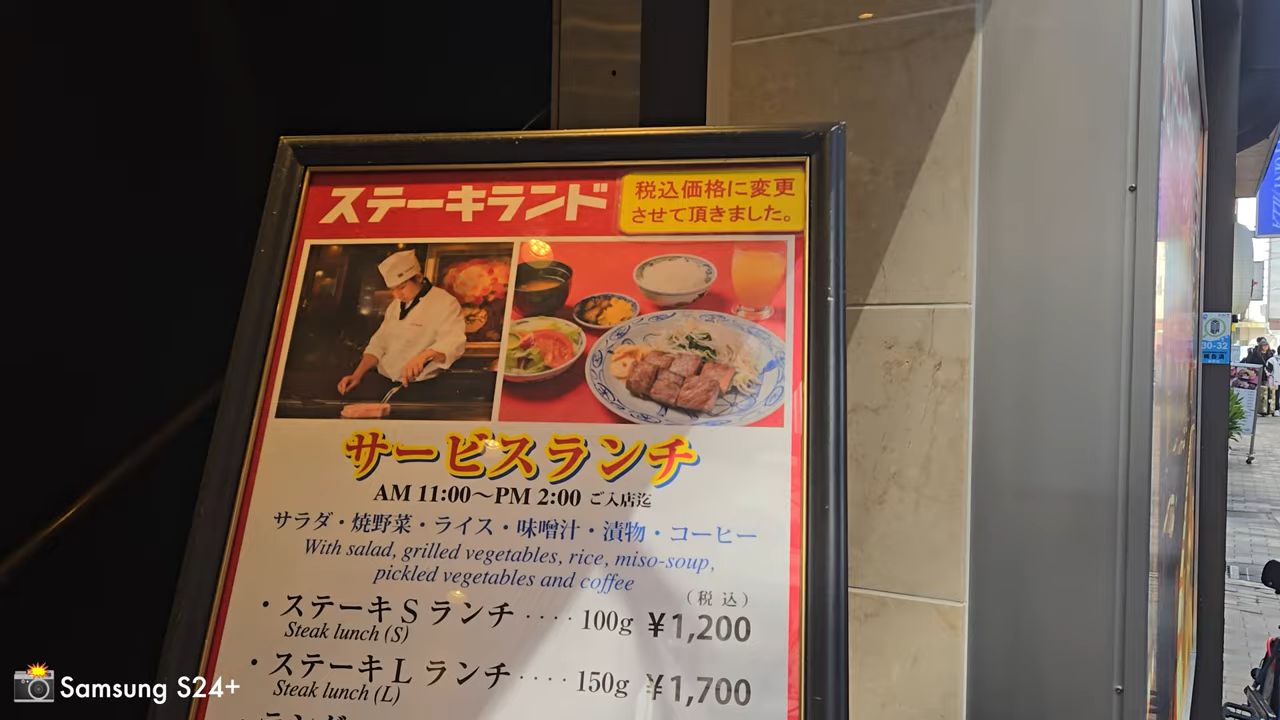 ステーキランド
税込価格に変更
させて頂きました。
サービスランチ
AM 11:00〜PM 2:00 ご入店迄
サラダ・焼野菜・ライス・味噌汁・漬物・コーヒー
With salad, grilled vegetables, rice, miso-soup,
pickled vegetables and coffee
(税込)
・ステーキS ランチ ････ 100g ¥1,200
Steak lunch (S)
・ステーキL ランチ ････ 150g ¥1,700
Steak lunch (L)
30-32
Samsung S24+